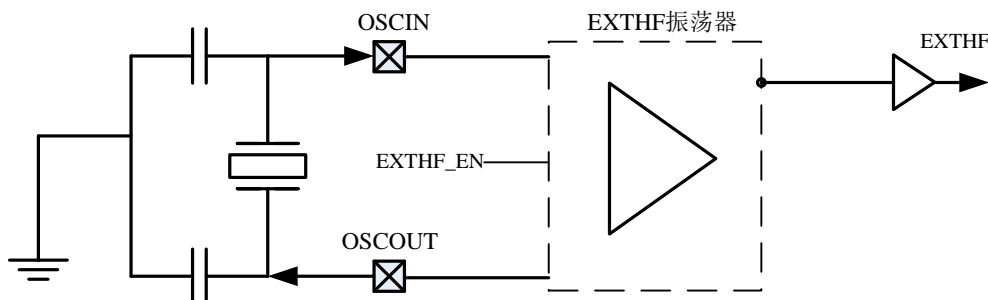 OSCIN
EXTHF振荡器
EXTHF
EXTHF_EN
OSCOUT